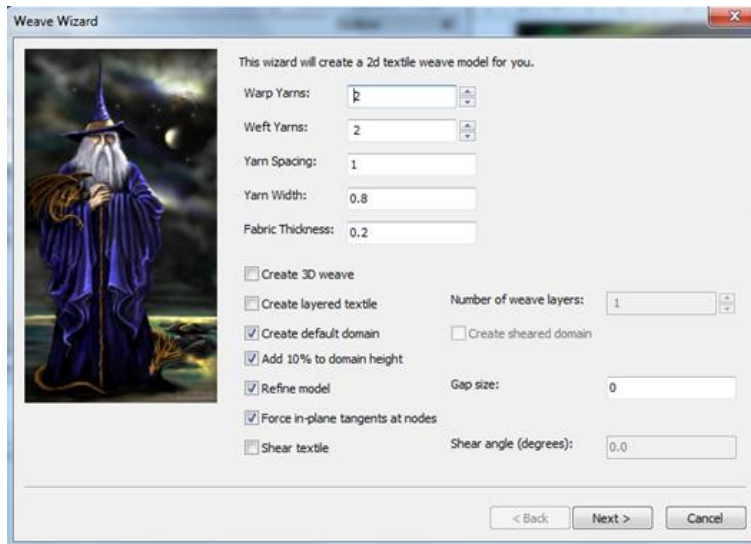 Weave Wizard
This wizard will create a 2d textile weave model for you.
Warp Yarns: 2
Weft Yarns: 2
Yarn Spacing: 1
Yarn Width: 0.8
Fabric Thickness: 0.2
Create 3D weave
Create layered textile Number of weave layers: 1
Create default domain Create sheared domain
Add 10% to domain height
Refine model Gap size: 0
Force in-plane tangents at nodes
Shear textile Shear angle (degrees): 0.0
< Back Next > Cancel